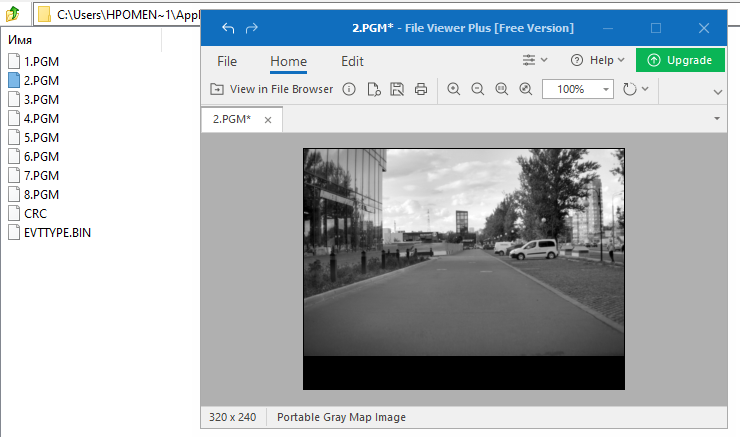 C:\Users\HPOMEN~1\Appl
Имя
1.PGM
2.PGM
3.PGM
4.PGM
5.PGM
6.PGM
7.PGM
8.PGM
CRC
EVTTYPE.BIN
2.PGM* - File Viewer Plus [Free Version]
File Home Edit Help Upgrade
View in File Browser 100%
2.PGM*
320 x 240 Portable Gray Map Image